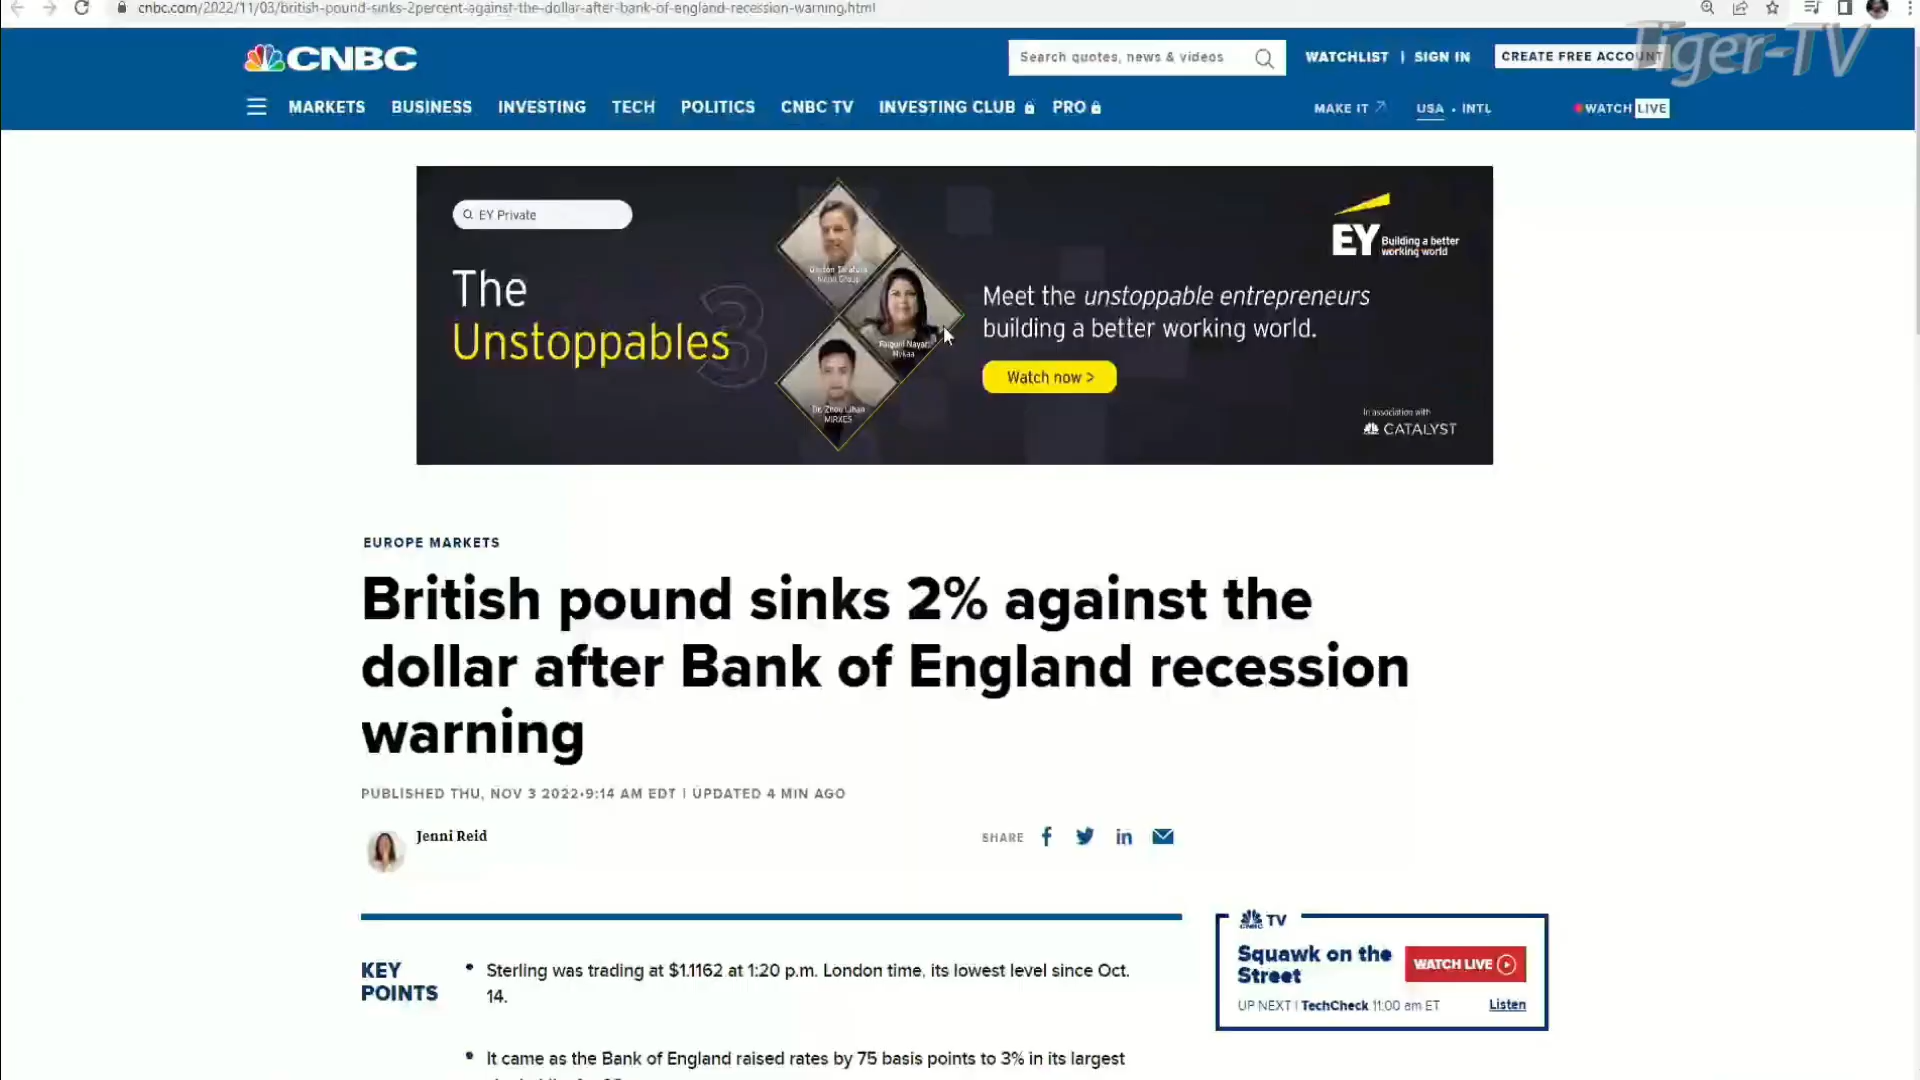 cnbc.com/2022/11/03/british-pound-sinks-2percent-against-the-dollar-after-bank-of-england-recession-warning.html
Tiger-TV
CNBC
Search quotes, news & videos
WATCHLIST | SIGN IN
CREATE FREE ACCOUNT
MARKETS BUSINESS INVESTING TECH POLITICS CNBC TV INVESTING CLUB PRO
MAKE IT USA • INTL
WATCH LIVE
EY Private
The
Unstoppables
3
Nykaa
Dr. Zhou Lihan
MiRXES
Meet the unstoppable entrepreneurs
building a better working world.
Watch now >
EY Building a better
working world
In association with
CATALYST
EUROPE MARKETS
British pound sinks 2% against the
dollar after Bank of England recession
warning
PUBLISHED THU, NOV 3 2022•9:14 AM EDT | UPDATED 4 MIN AGO
Jenni Reid
SHARE f in
KEY
POINTS
• Sterling was trading at $1.1162 at 1:20 p.m. London time, its lowest level since Oct.
14.
• It came as the Bank of England raised rates by 75 basis points to 3% in its largest
CNBC TV
Squawk on the
Street
WATCH LIVE
UP NEXT | TechCheck 11:00 am ET
Listen